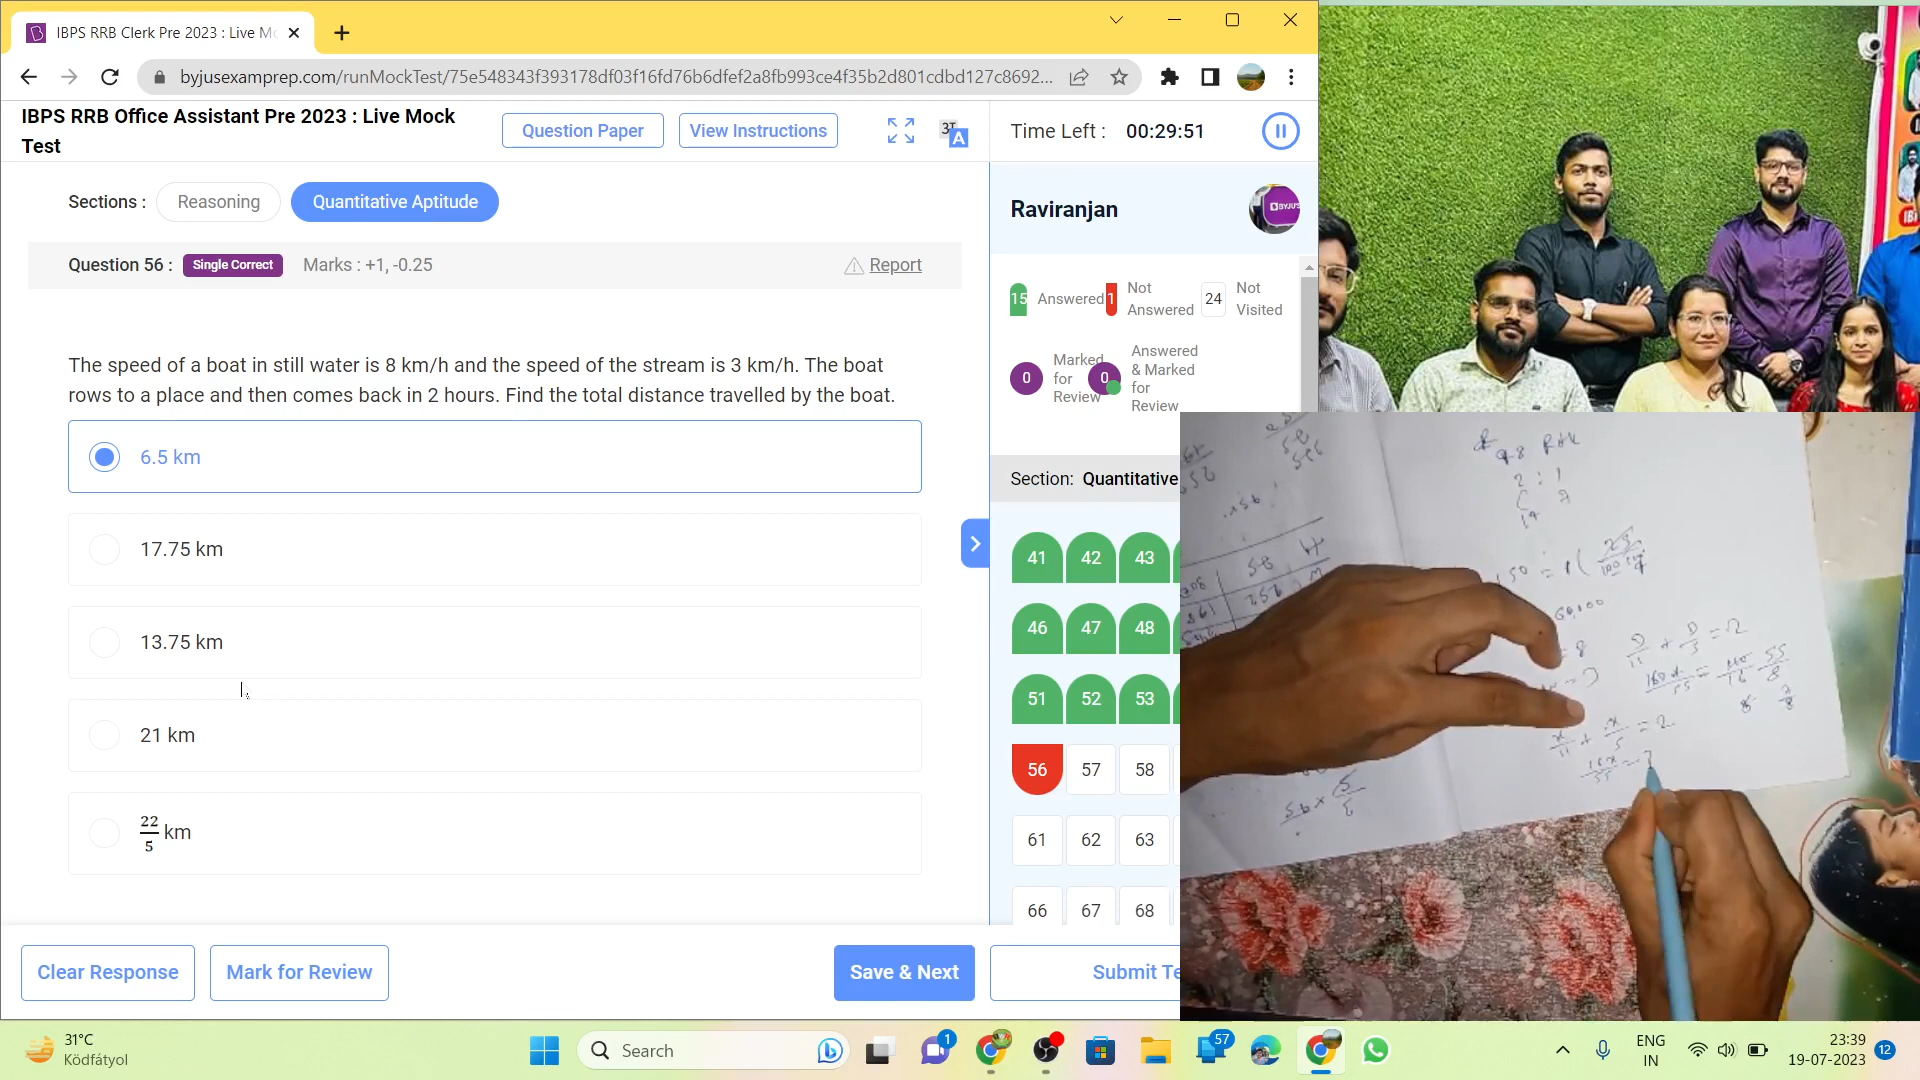 IBPS RRB Clerk Pre 2023 : Live Mc
byjusexamprep.com/runMockTest/75e548343f393178df03f16fd76b6dfef2a8fb993ce4f35b2d801cdbd127c8692...
IBPS RRB Office Assistant Pre 2023 : Live Mock
Test
Question Paper
View Instructions
Time Left : 00:29:51
Sections : Reasoning Quantitative Aptitude
Raviranjan
Question 56 : Single Correct Marks : +1, -0.25 Report
15 Answered 1 Not Answered 24 Not Visited
0 Marked for Review 0 Answered & Marked for Review
The speed of a boat in still water is 8 km/h and the speed of the stream is 3 km/h. The boat
rows to a place and then comes back in 2 hours. Find the total distance travelled by the boat.
6.5 km
17.75 km
13.75 km
21 km
22/5 km
Section: Quantitative
41 42 43
46 47 48
51 52 53
56 57 58
61 62 63
66 67 68
2 : 1
x/11 + x/5 = 2
Clear Response
Mark for Review
Save & Next
Submit Te
31°C
Ködfátyol
Search
1
57
ENG
IN
23:39
19-07-2023
12